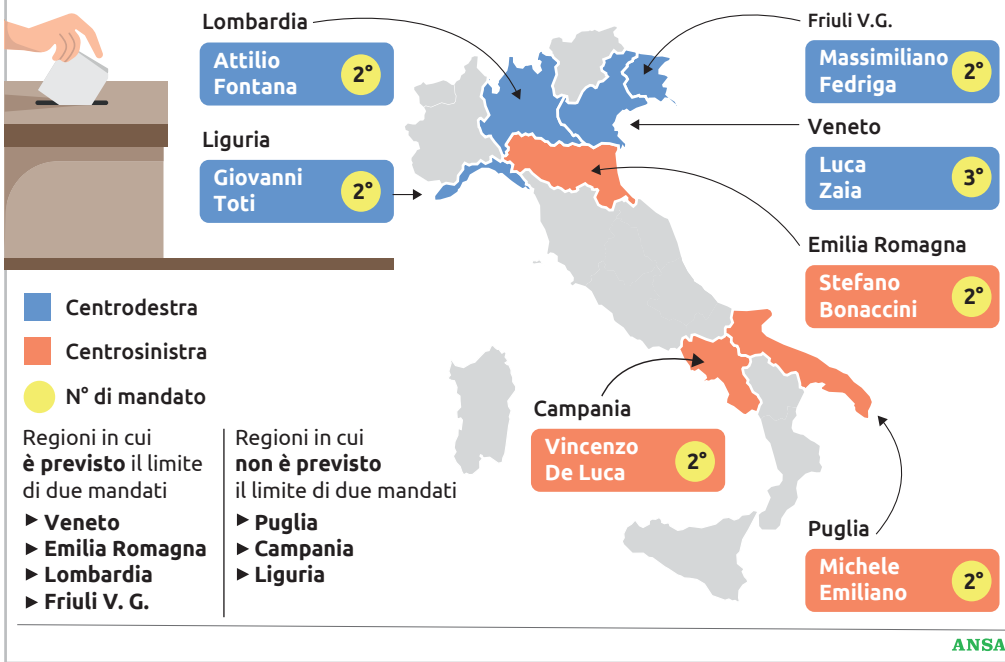 Lombardia
Attilio
Fontana
2°
Liguria
Giovanni
Toti
2°
Friuli V.G.
Massimiliano
Fedriga
2°
Veneto
Luca
Zaia
3°
Emilia Romagna
Stefano
Bonaccini
2°
Centrodestra
Centrosinistra
N° di mandato
Campania
Vincenzo
De Luca
2°
Puglia
Michele
Emiliano
2°
Regioni in cui
è previsto il limite
di due mandati
► Veneto
► Emilia Romagna
► Lombardia
► Friuli V. G.
Regioni in cui
non è previsto
il limite di due mandati
► Puglia
► Campania
► Liguria
ANSA